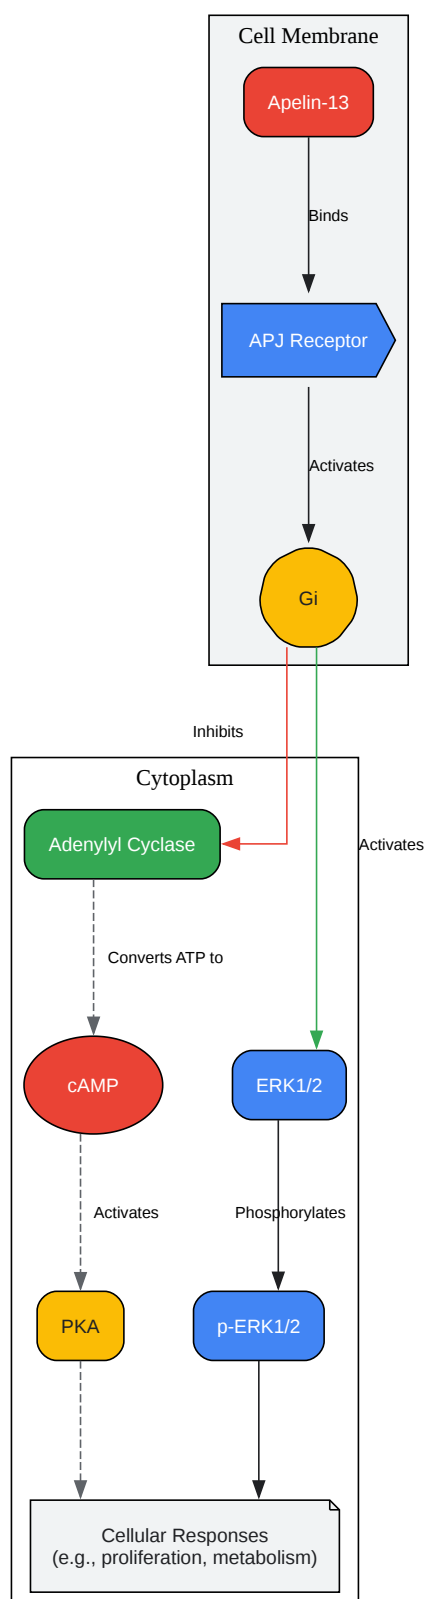 Cell Membrane
Apelin-13
Binds
APJ Receptor
Activates
Gi
Inhibits
Cytoplasm
Adenylyl Cyclase
Activates
Converts ATP to
cAMP
ERK1/2
Activates
Phosphorylates
PKA
p-ERK1/2
Cellular Responses
(e.g., proliferation, metabolism)